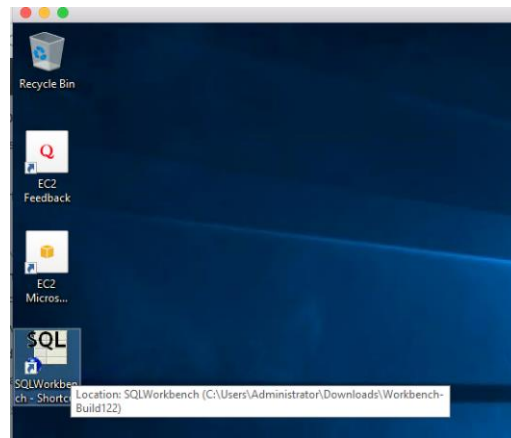 Recycle Bin
Q
EC2
Feedback
EC2
Micros...
SQL
SQLWorkben
ch - Shortc
Location: SQLWorkbench (C:\Users\Administrator\Downloads\Workbench-
Build122)